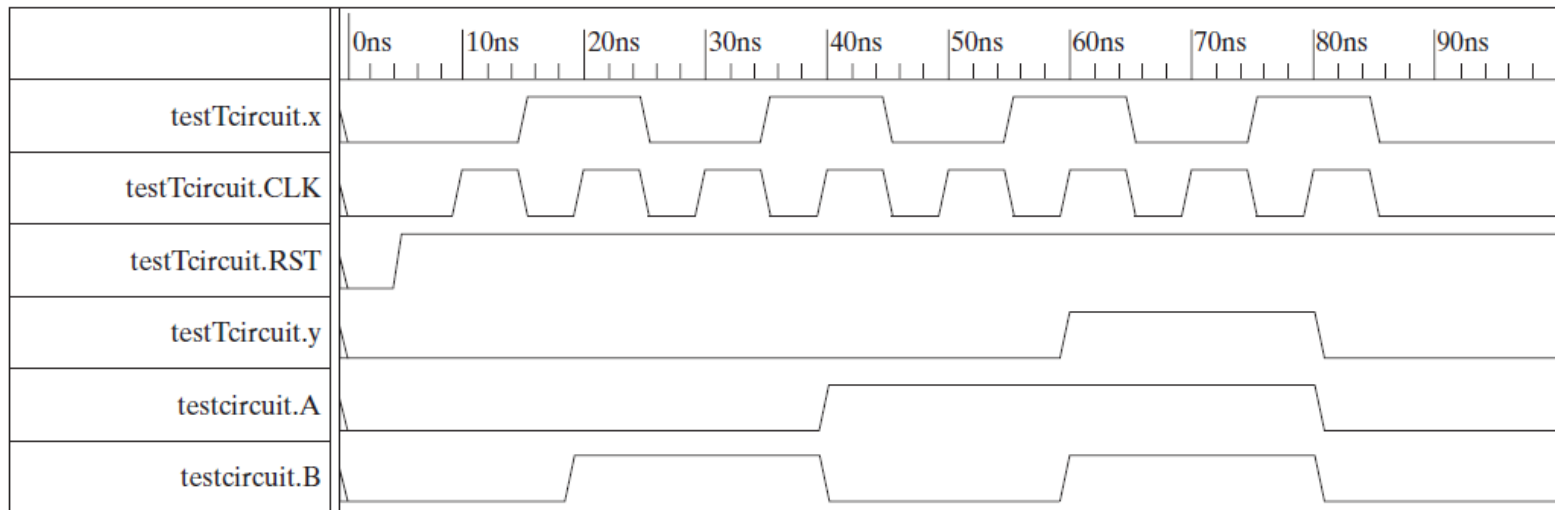 0ns 10ns 20ns 30ns 40ns 50ns 60ns 70ns 80ns 90ns
testTcircuit.x
testTcircuit.CLK
testTcircuit.RST
testTcircuit.y
testcircuit.A
testcircuit.B